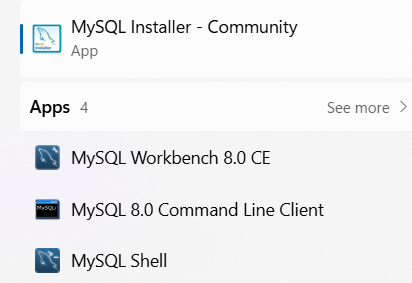 MySQL Installer - Community
App
Apps 4 See more
MySQL Workbench 8.0 CE
MySQL 8.0 Command Line Client
MySQL Shell